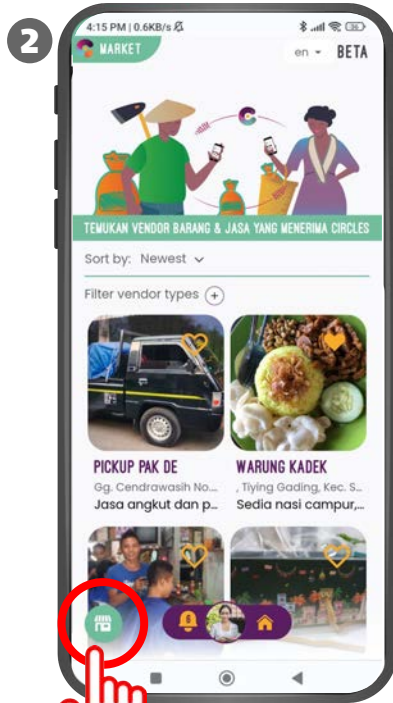 2
4:15 PM | 0.6KB/s
36
MARKET
en
BETA
TEMUKAN VENDOR BARANG & JASA YANG MENERIMA CIRCLES
Sort by: Newest
Filter vendor types
PICKUP PAK DE
Gg. Cendrawasih No....
Jasa angkut dan p...
WARUNG KADEK
, Tiying Gading, Kec. S...
Sedia nasi campur,...
6